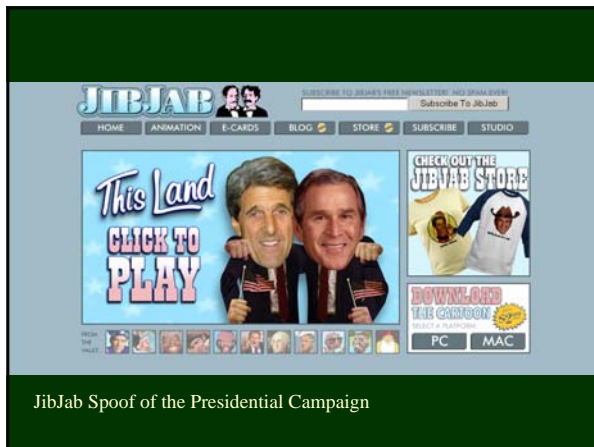 JIBJAB
SUBSCRIBE TO JIBJAB'S FREE NEWSLETTER! NO SPAM EVER!
Subscribe To JibJab
HOME ANIMATION E-CARDS BLOG STORE SUBSCRIBE STUDIO
This Land
CLICK TO
PLAY
CHECK OUT THE
JIBJAB STORE
DOWNLOAD
THE CARTOON
SELECT A PLATFORM:
PC MAC
FROM
THE
VAULT...
JibJab Spoof of the Presidential Campaign